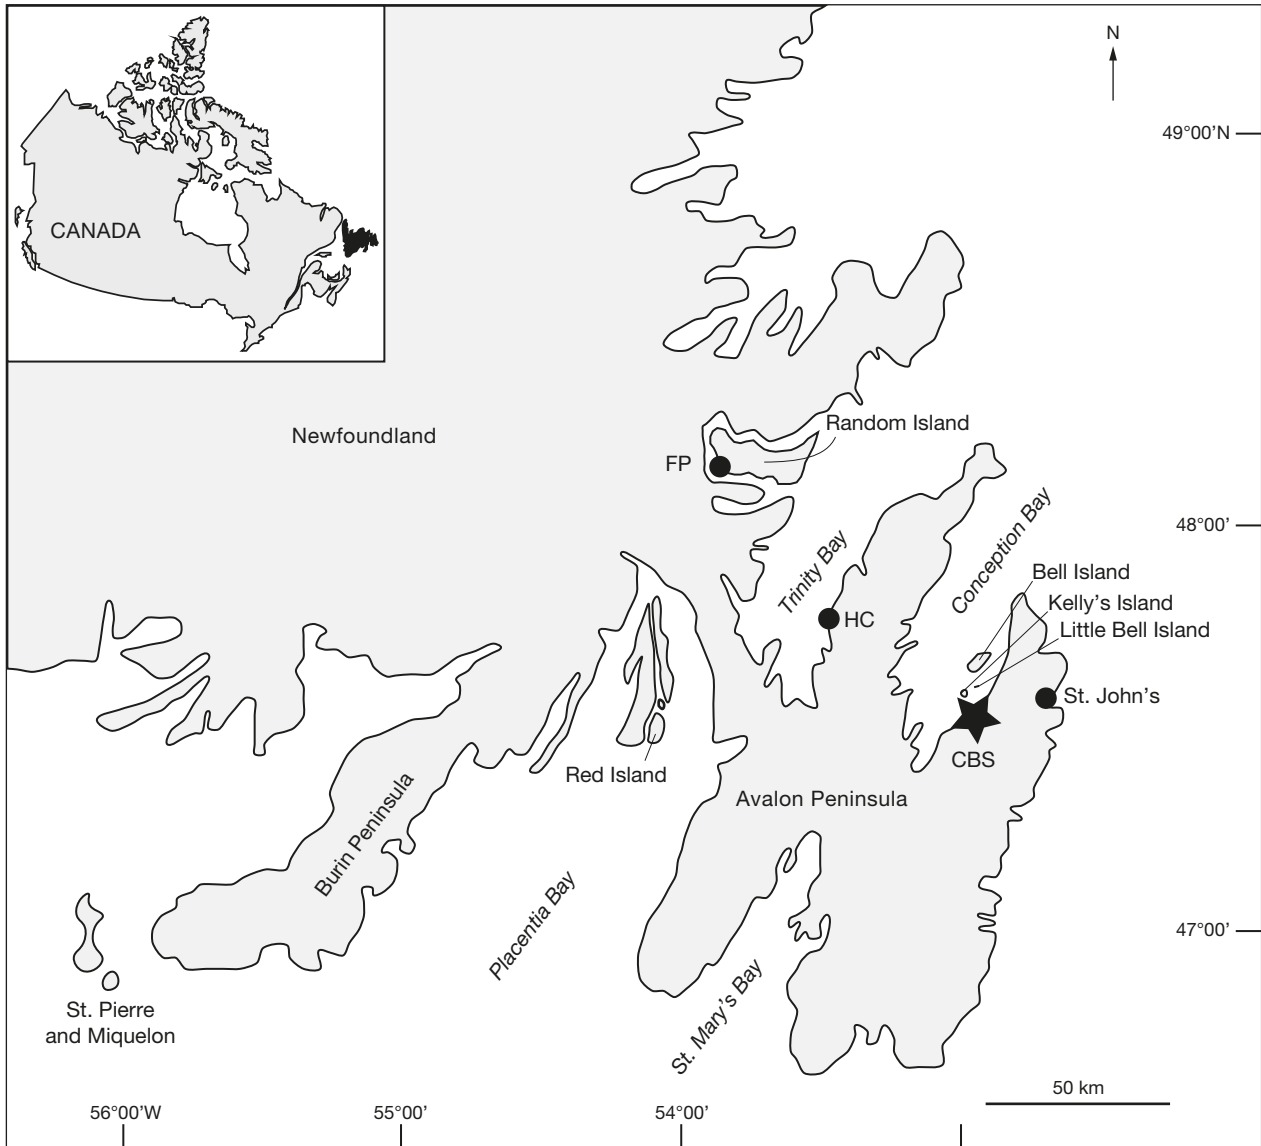 N
49°00'N
CANADA
Newfoundland
Random Island
FP
48°00'
Conception Bay
Trinity Bay
Bell Island
Kelly's Island
Little Bell Island
HC
St. John's
CBS
Red Island
Avalon Peninsula
Burin Peninsula
Placentia Bay
47°00'
St. Mary's Bay
St. Pierre
and Miquelon
50 km
56°00'W
55°00'
54°00'